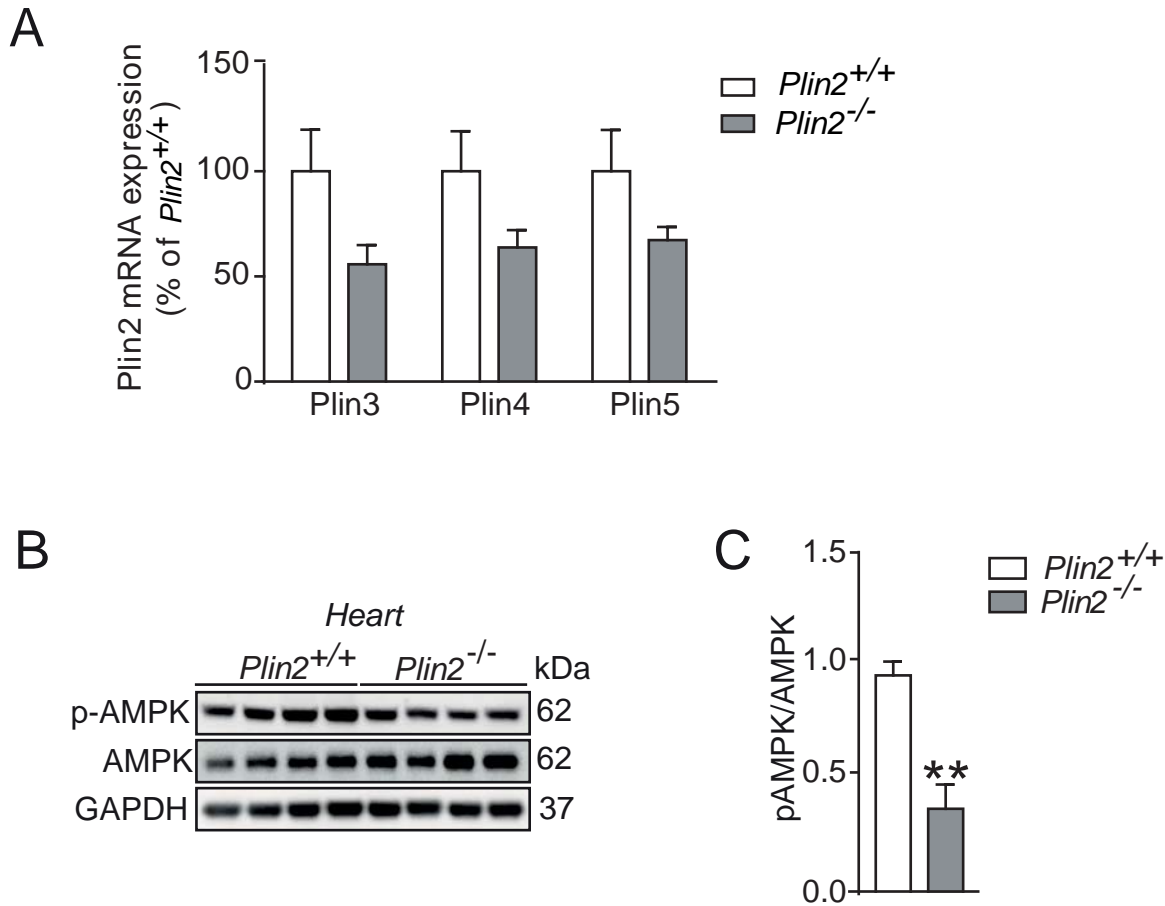 A
Plin2 mRNA expression
(% of Plin2+/+)
150
100
50
0
Plin3 Plin4 Plin5
Plin2+/+
Plin2-/-
B
Heart
Plin2+/+ Plin2-/- kDa
p-AMPK 62
AMPK 62
GAPDH 37
C
pAMPK/AMPK
1.5
1.0
0.5
0.0
**
Plin2+/+
Plin2-/-